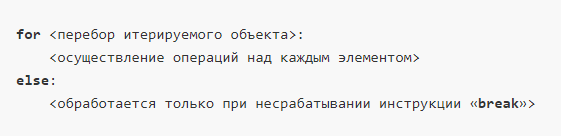 for <перебор итерируемого объекта>:
<осуществление операций над каждым элементом>
else:
<обработается только при несрабатывании инструкции «break»>